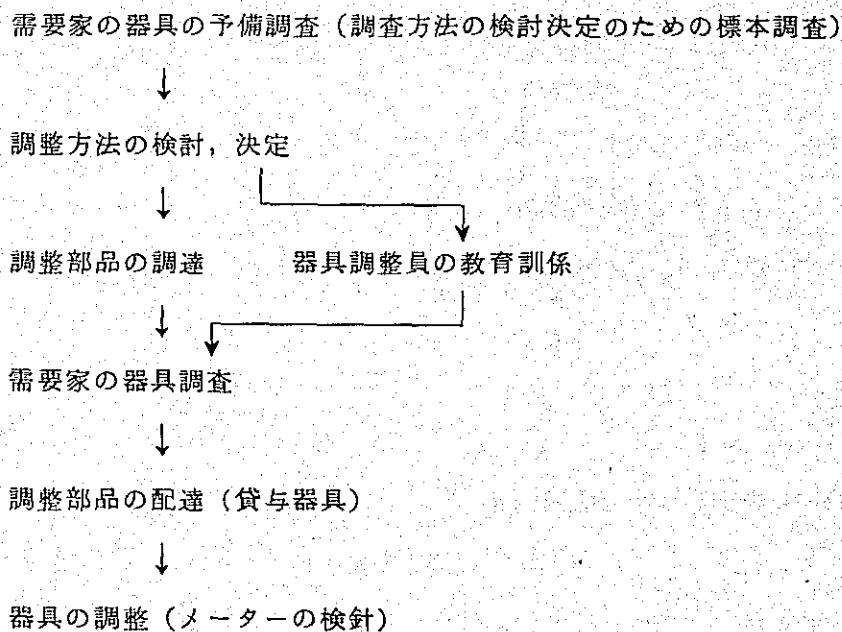 需要家の器具の予備調査（調査方法の検討決定のための標本調査）
↓
調整方法の検討，決定
↓
調整部品の調達　　器具調整員の教育訓係
↓
需要家の器具調査
↓
調整部品の配達（貸与器具）
↓
器具の調整（メーターの検針）